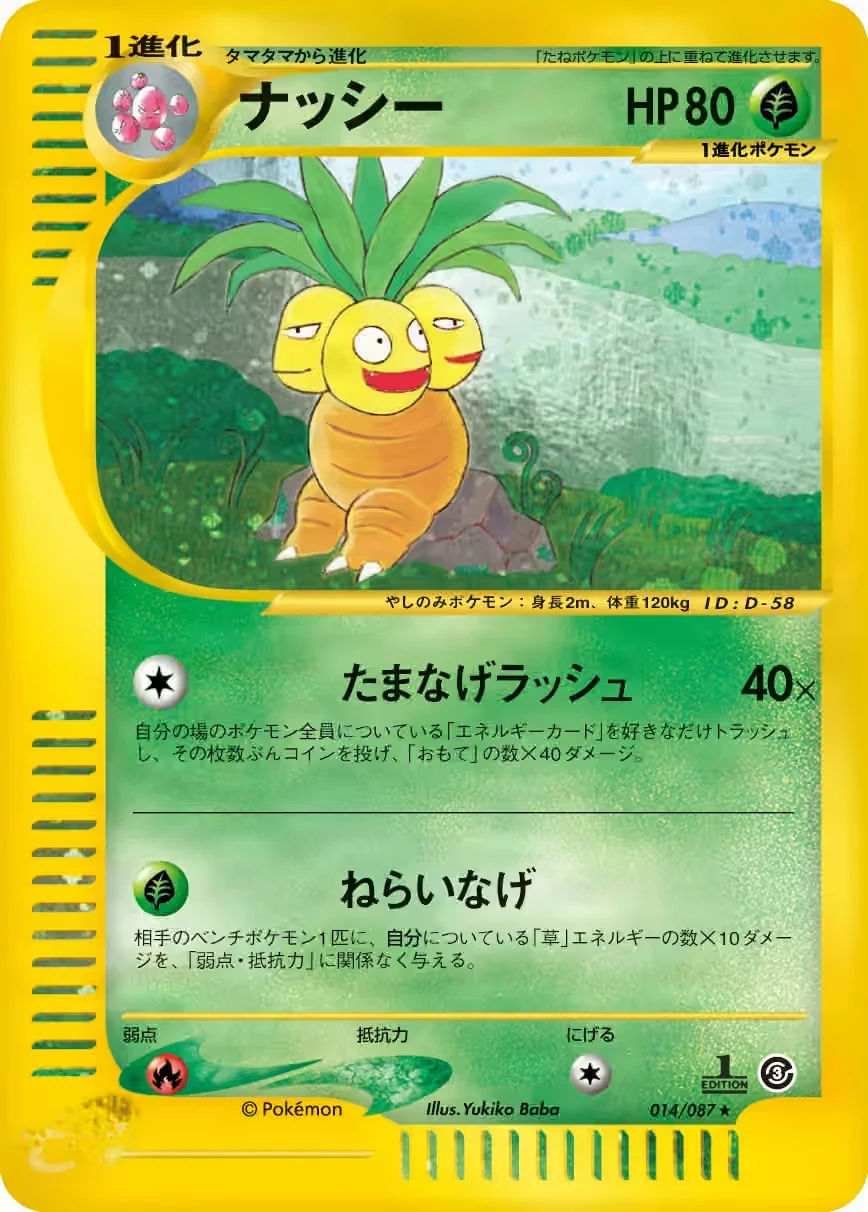 1進化
タマタマから進化
「たねポケモン」の上に重ねて進化させます。
ナッシー
HP80
1進化ポケモン
やしのみポケモン：身長2m、体重120kg ID:D-58
たまなげラッシュ 40×
自分の場のポケモン全員についている「エネルギーカード」を好きなだけトラッシュ
し、その枚数ぶんコインを投げ、「おもて」の数×40ダメージ。
ねらいなげ
相手のベンチポケモン1匹に、自分についている「草」エネルギーの数×10ダメー
ジを、「弱点・抵抗力」に関係なく与える。
弱点 抵抗力 にげる
1
EDITION
3
© Pokémon Illus. Yukiko Baba 014/087★